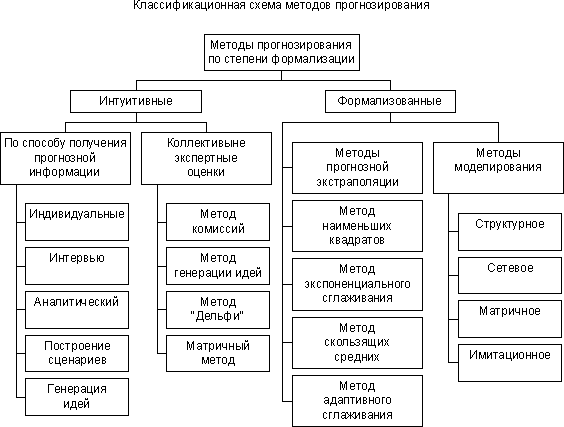 Классификационная схема методов прогнозирования
Методы прогнозирования
по степени формализации
Интуитивные
Формализованные
По способу получения
прогнозной
информации
Коллективыне
экспертные
оценки
Методы
прогнозной
экстраполяции
Методы
моделирования
Индивидуальные
Интервью
Аналитический
Построение
сценариев
Генерация
идей
Метод
комиссий
Метод
генерации идей
Метод
"Дельфи"
Матричный
метод
Метод
наименьших
квадратов
Метод
экспоненциального
сглаживания
Метод
скользящих
средних
Метод
адаптивного
сглаживания
Структурное
Сетевое
Матричное
Имитационное